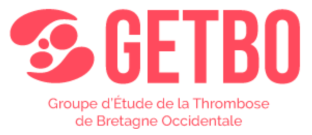 GETBO
Groupe d'Étude de la Thrombose
de Bretagne Occidentale